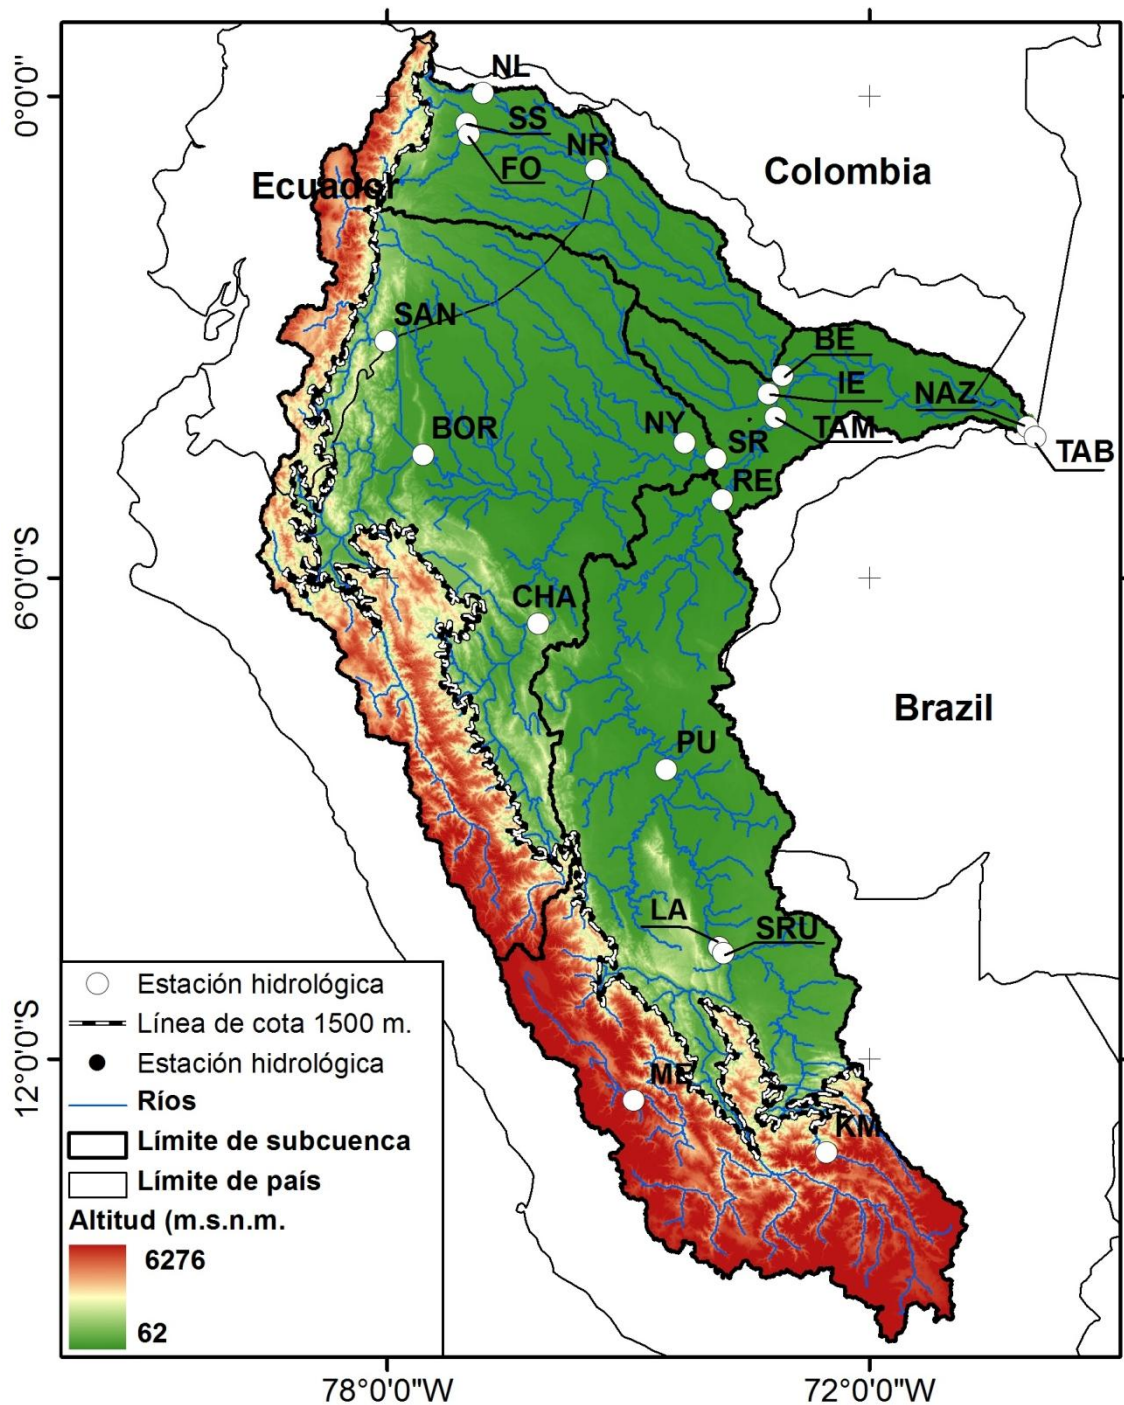 NL
SS
FO
NR
Ecuador
Colombia
SAN
BE
IE
NAZ
TAM
TAB
BOR
NY
SR
RE
CHA
Brazil
PU
LA
SRU
ME
KM
Estación hidrológica
Línea de cota 1500 m.
Estación hidrológica
Ríos
Límite de subcuenca
Límite de país
Altitud (m.s.n.m.
6276
62
0°0'0"
6°0'0"S
12°0'0"S
78°0'0"W
72°0'0"W